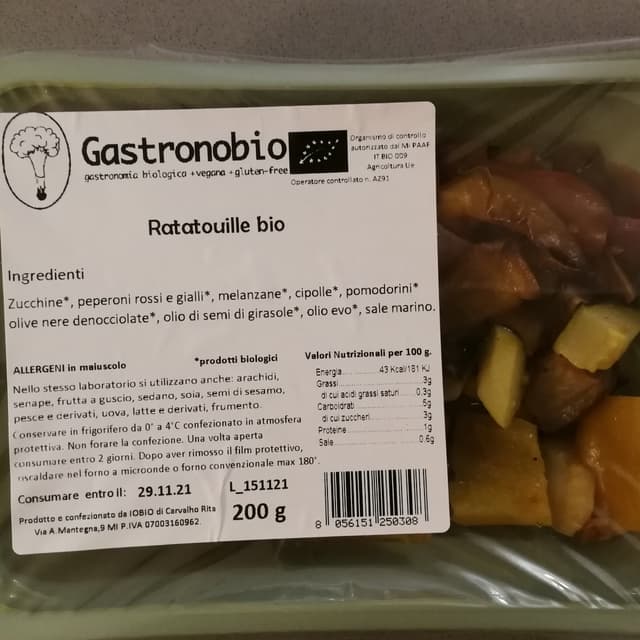 Gastronobio
gastronomia biologica +vegana +gluten-free
Organismo di controllo
autorizzato dal Mi PAAF
IT BIO 009
Agricoltura Ue
Operatore controllato n. AZ91
Ratatouille bio
Ingredienti
Zucchine*, peperoni rossi e gialli*, melanzane*, cipolle*, pomodorini*
olive nere denocciolate*, olio di semi di girasole*, olio evo*, sale marino.
ALLERGENI in maiuscolo
*prodotti biologici
Nello stesso laboratorio si utilizzano anche: arachidi,
senape, frutta a guscio, sedano, soia, semi di sesamo,
pesce e derivati, uova, latte e derivati, frumento.
Conservare in frigorifero da 0° a 4°C confezionato in atmosfera
protettiva. Non forare la confezione. Una volta aperta
consumare entro 2 giorni. Dopo aver rimosso il film protettivo,
riscaldare nel forno a microonde o forno convenzionale max 180°.
Valori Nutrizionali per 100 g.
Energia 43 Kcal/181 KJ
Grassi 3g
di cui acidi grassi saturi 0.3g
Carboidrati 5g
di cui zuccheri 3g
Proteine 1g
Sale 0.6g
Consumare entro il: 29.11.21 L_151121
Prodotto e confezionato da IOBIO di Carvalho Rita
Via A.Mantegna,9 MI P.IVA 07003160962
200 g
8 056151 250308